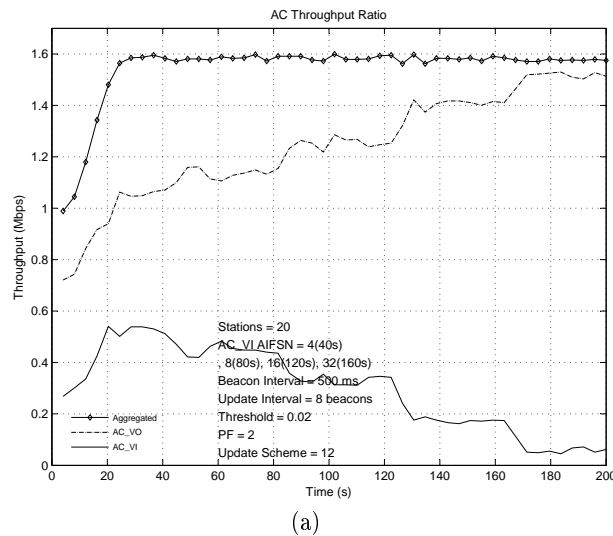 AC Throughput Ratio
1.6
1.4
1.2
1
0.8
0.6
0.4
0.2
0
Throughput (Mbps)
Stations = 20
AC_VI AIFSN = 4(40s)
, 8(80s), 16(120s), 32(160s)
Beacon Interval = 500 ms
Update Interval = 8 beacons
Threshold = 0.02
PF = 2
Update Scheme = 12
Aggregated
AC_VO
AC_VI
0 20 40 60 80 100 120 140 160 180 200
Time (s)
(a)